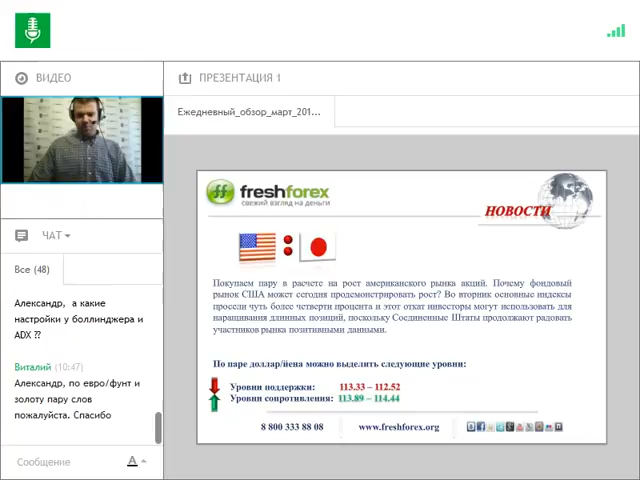 ВИДЕО
ПРЕЗЕНТАЦИЯ 1
Ежедневный_обзор_март_201...
freshforex
свежий взгляд на деньги
НОВОСТИ
Покупаем пару в расчете на рост американского рынка акций. Почему фондовый
рынок США может сегодня продемонстрировать рост? Во вторник основные индексы
просели чуть более четверти процента и этот откат инвесторы могут использовать для
наращивания длинных позиций, поскольку Соединенные Штаты продолжают радовать
участников рынка позитивными данными.
По паре доллар/йена можно выделить следующие уровни:
Уровни поддержки: 113.33 – 112.52
Уровни сопротивления: 113.89 – 114.44
8 800 333 88 08
www.freshforex.org
ЧАТ
Все (48)
Александр, а какие
настройки у боллинджера и
ADX ??
Виталий (10:47)
Александр, по евро/фунт и
золоту пару слов
пожалуйста. Спасибо
Сообщение
A